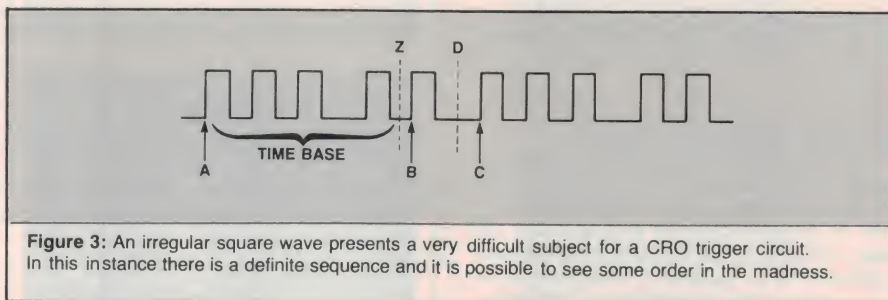 Z D
TIME BASE
A B C
Figure 3: An irregular square wave presents a very difficult subject for a CRO trigger circuit.
In this instance there is a definite sequence and it is possible to see some order in the madness.